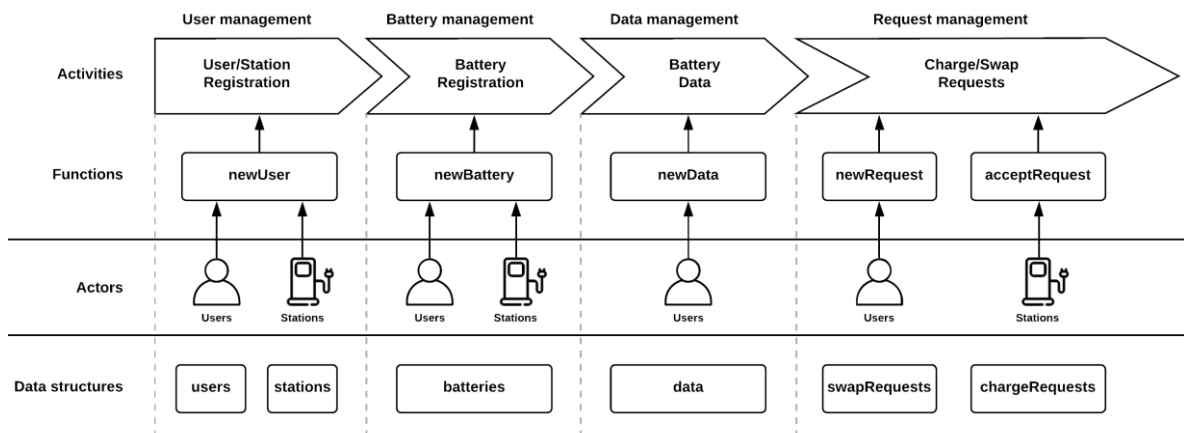 User management
Battery management
Data management
Request management
Activities
User/Station
Registration
Battery
Registration
Battery
Data
Charge/Swap
Requests
Functions
newUser
newBattery
newData
newRequest
acceptRequest
Actors
Users
Stations
Users
Stations
Users
Users
Stations
Data structures
users
stations
batteries
data
swapRequests
chargeRequests